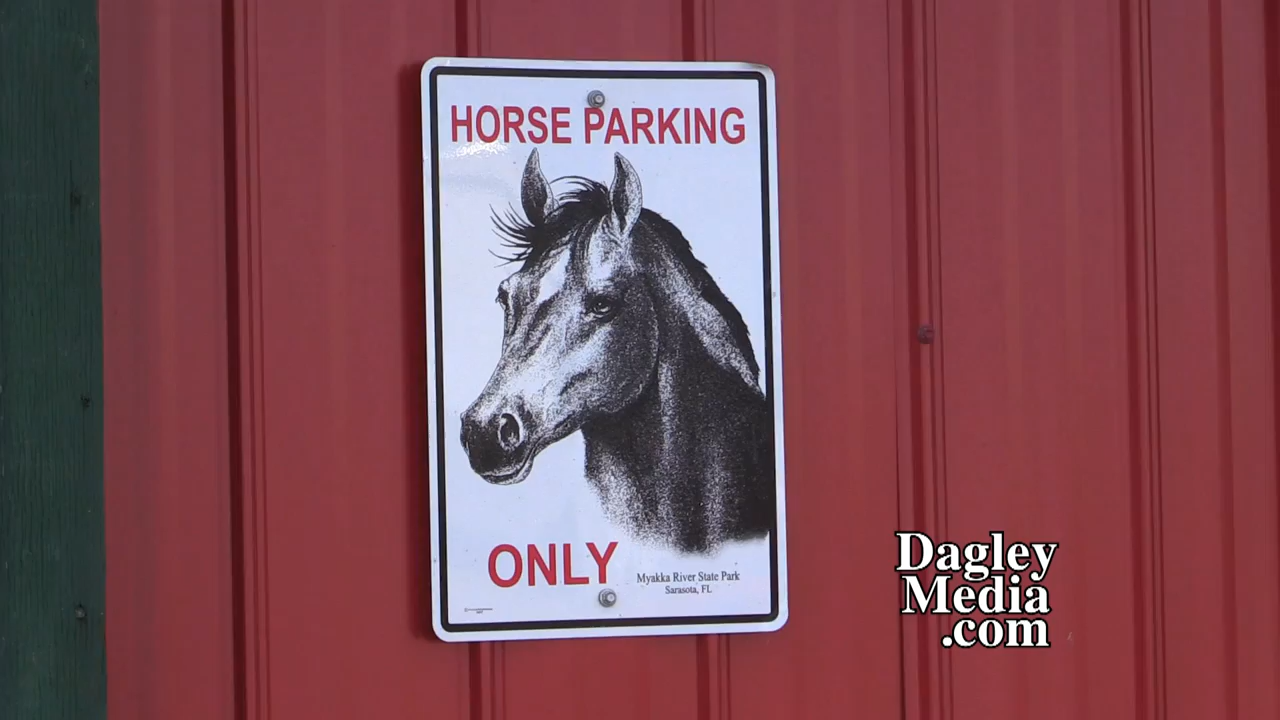 HORSE PARKING
ONLY
Myakka River State Park
Sarasota, FL
Dagley
Media
.com